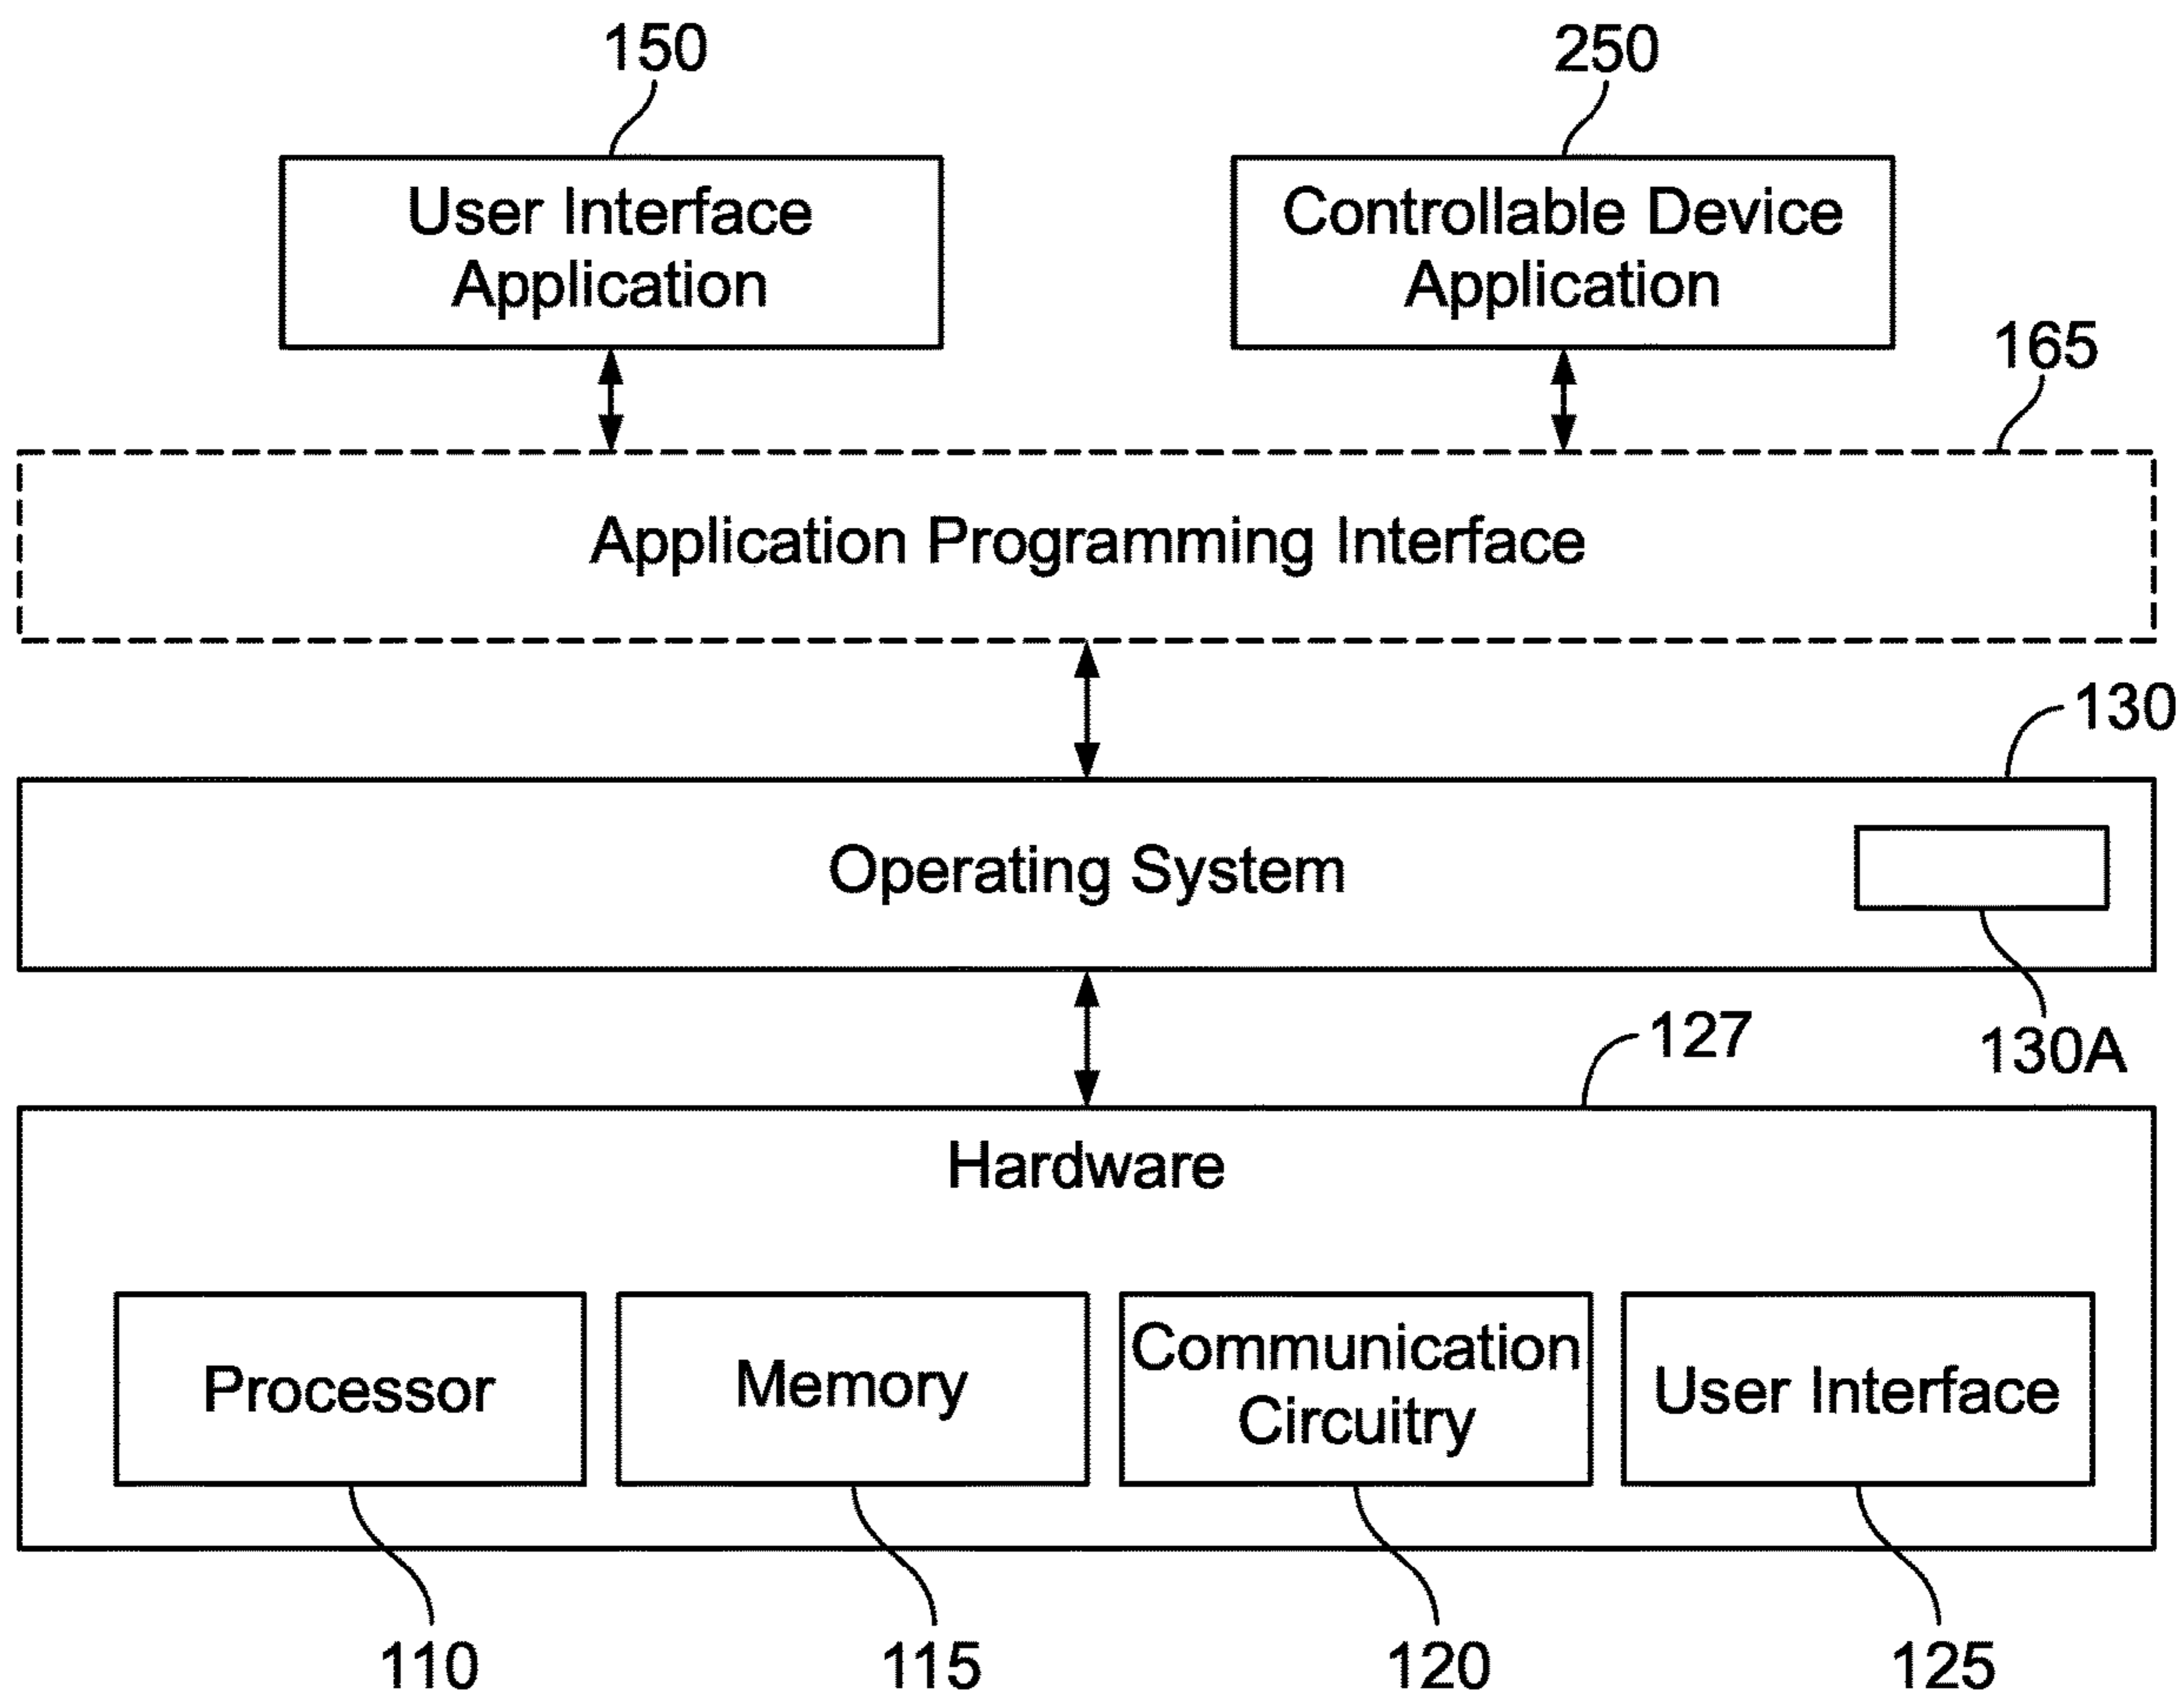 150
250
User Interface
Application
Controllable Device
Application
165
Application Programming Interface
130
Operating System
130A
127
Hardware
Processor
Memory
Communication
Circuitry
User Interface
110
115
120
125